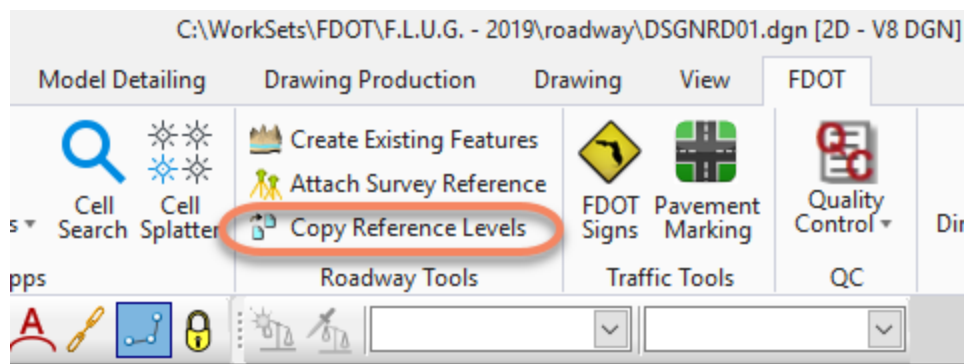 C:\WorkSets\FDOT\F.L.U.G. - 2019\roadway\DSGNRD01.dgn [2D - V8 DGN]
Model Detailing Drawing Production Drawing View FDOT
Cell Search
Cell Splatter
Create Existing Features
Attach Survey Reference
Copy Reference Levels
FDOT Signs
Pavement Marking
QC
Quality Control
Roadway Tools Traffic Tools QC
A